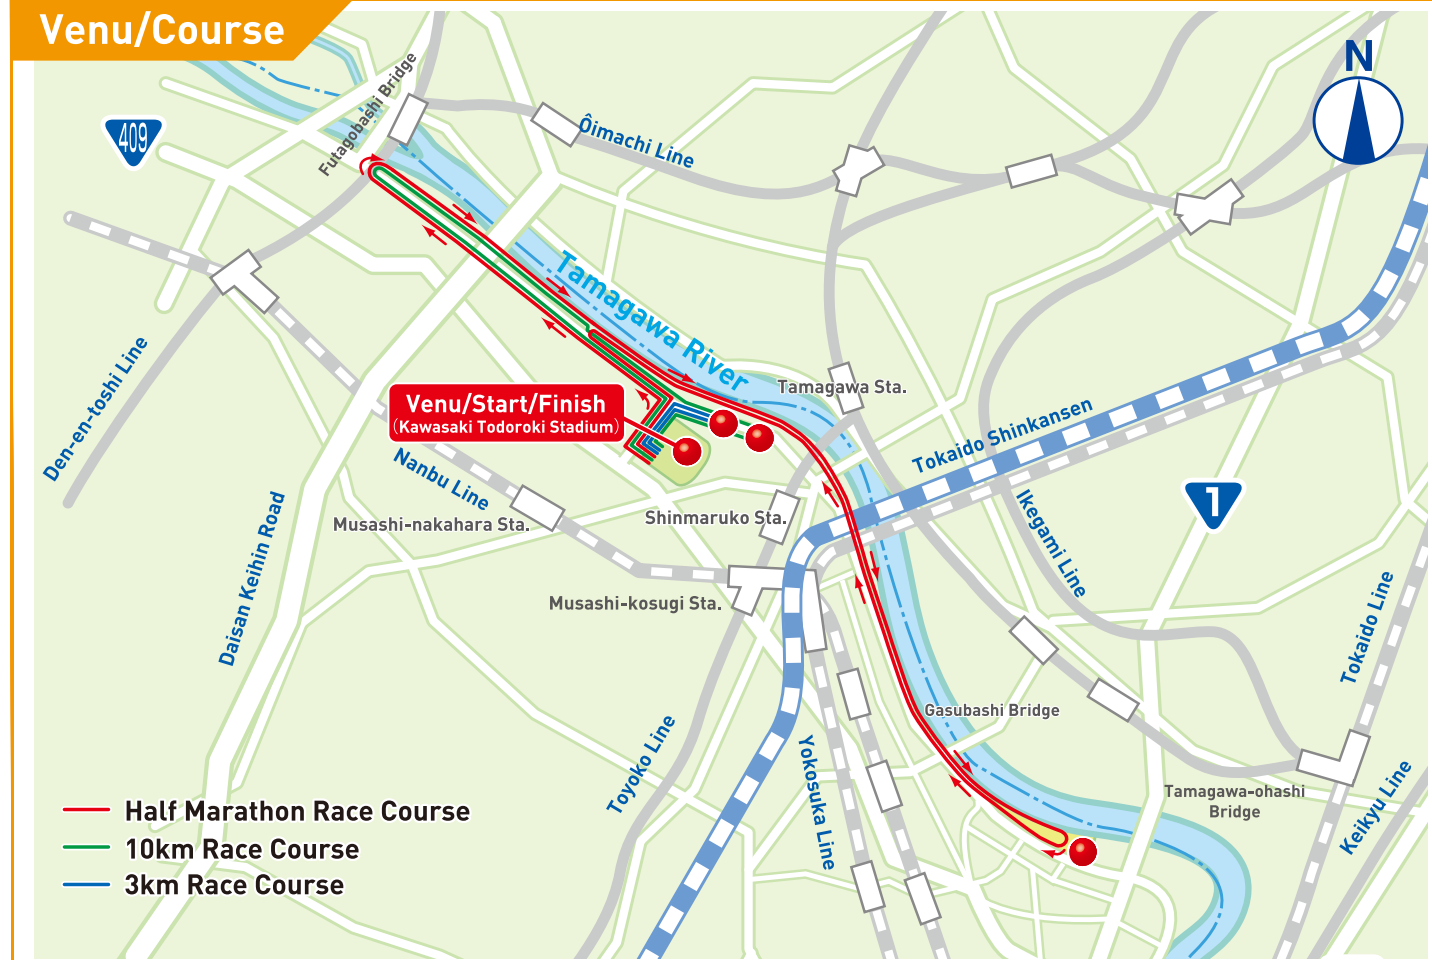 Venu/Course
N
409
Futagobashi Bridge
Ôimachi Line
Tamagawa River
Tamagawa Sta.
Den-en-toshi Line
Venu/Start/Finish
(Kawasaki Todoroki Stadium)
Tokaido Shinkansen
Nanbu Line
Musashi-nakahara Sta.
Shinmaruko Sta.
Ikegami Line
1
Daisan Keihin Road
Musashi-kosugi Sta.
Tokaido Line
Gasubashi Bridge
Toyoko Line
Yokosuka Line
Tamagawa-ohashi
Bridge
Keikyu Line
Half Marathon Race Course
10km Race Course
3km Race Course